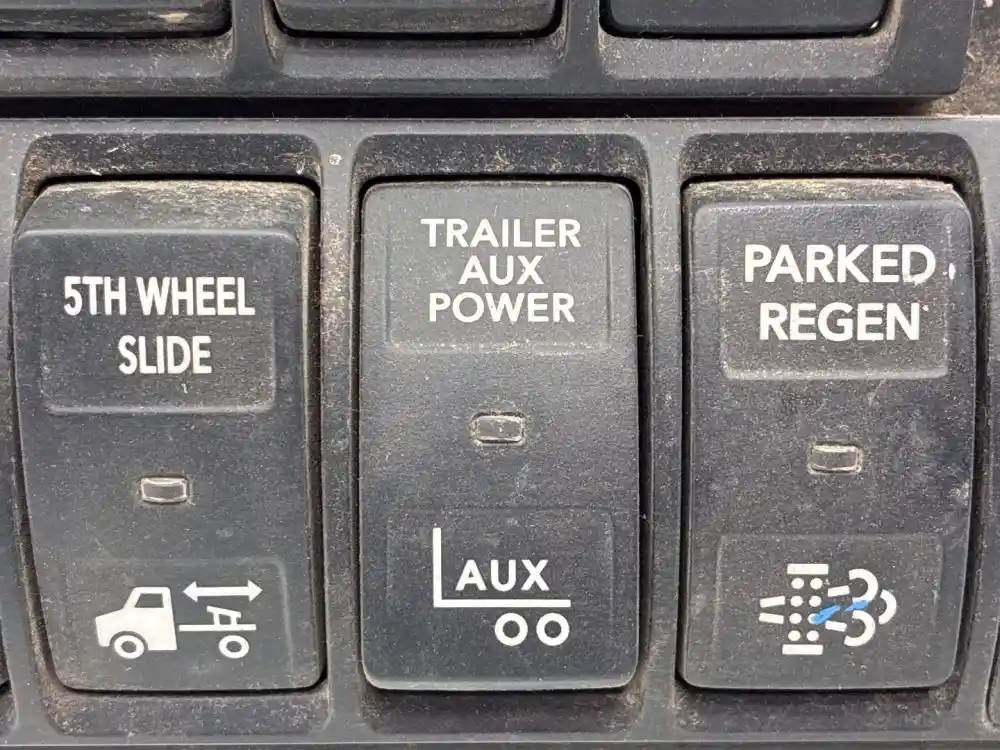 5TH WHEEL
SLIDE
TRAILER
AUX
POWER
AUX
PARKED
REGEN